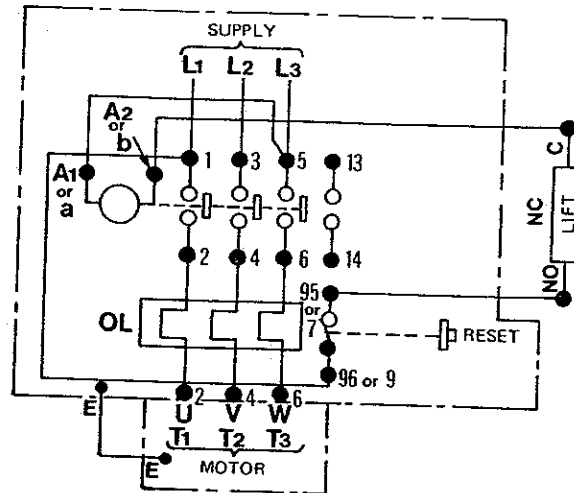 SUPPLY
L1 L2 L3
A2
or
b
A1
or
a
1 3 5 13
2 4 6 14
C
NC
LIFT
NO
OL
95
or
7
RESET
96 or 9
E
2 4 6
U V W
T1 T2 T3
E
MOTOR